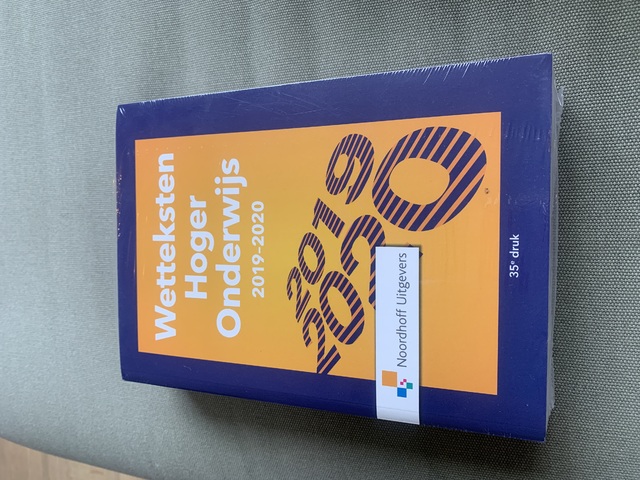 Wetteksten
Hoger
Onderwijs
2019-2020
2019
2020
Noordhoff Uitgevers
35e druk